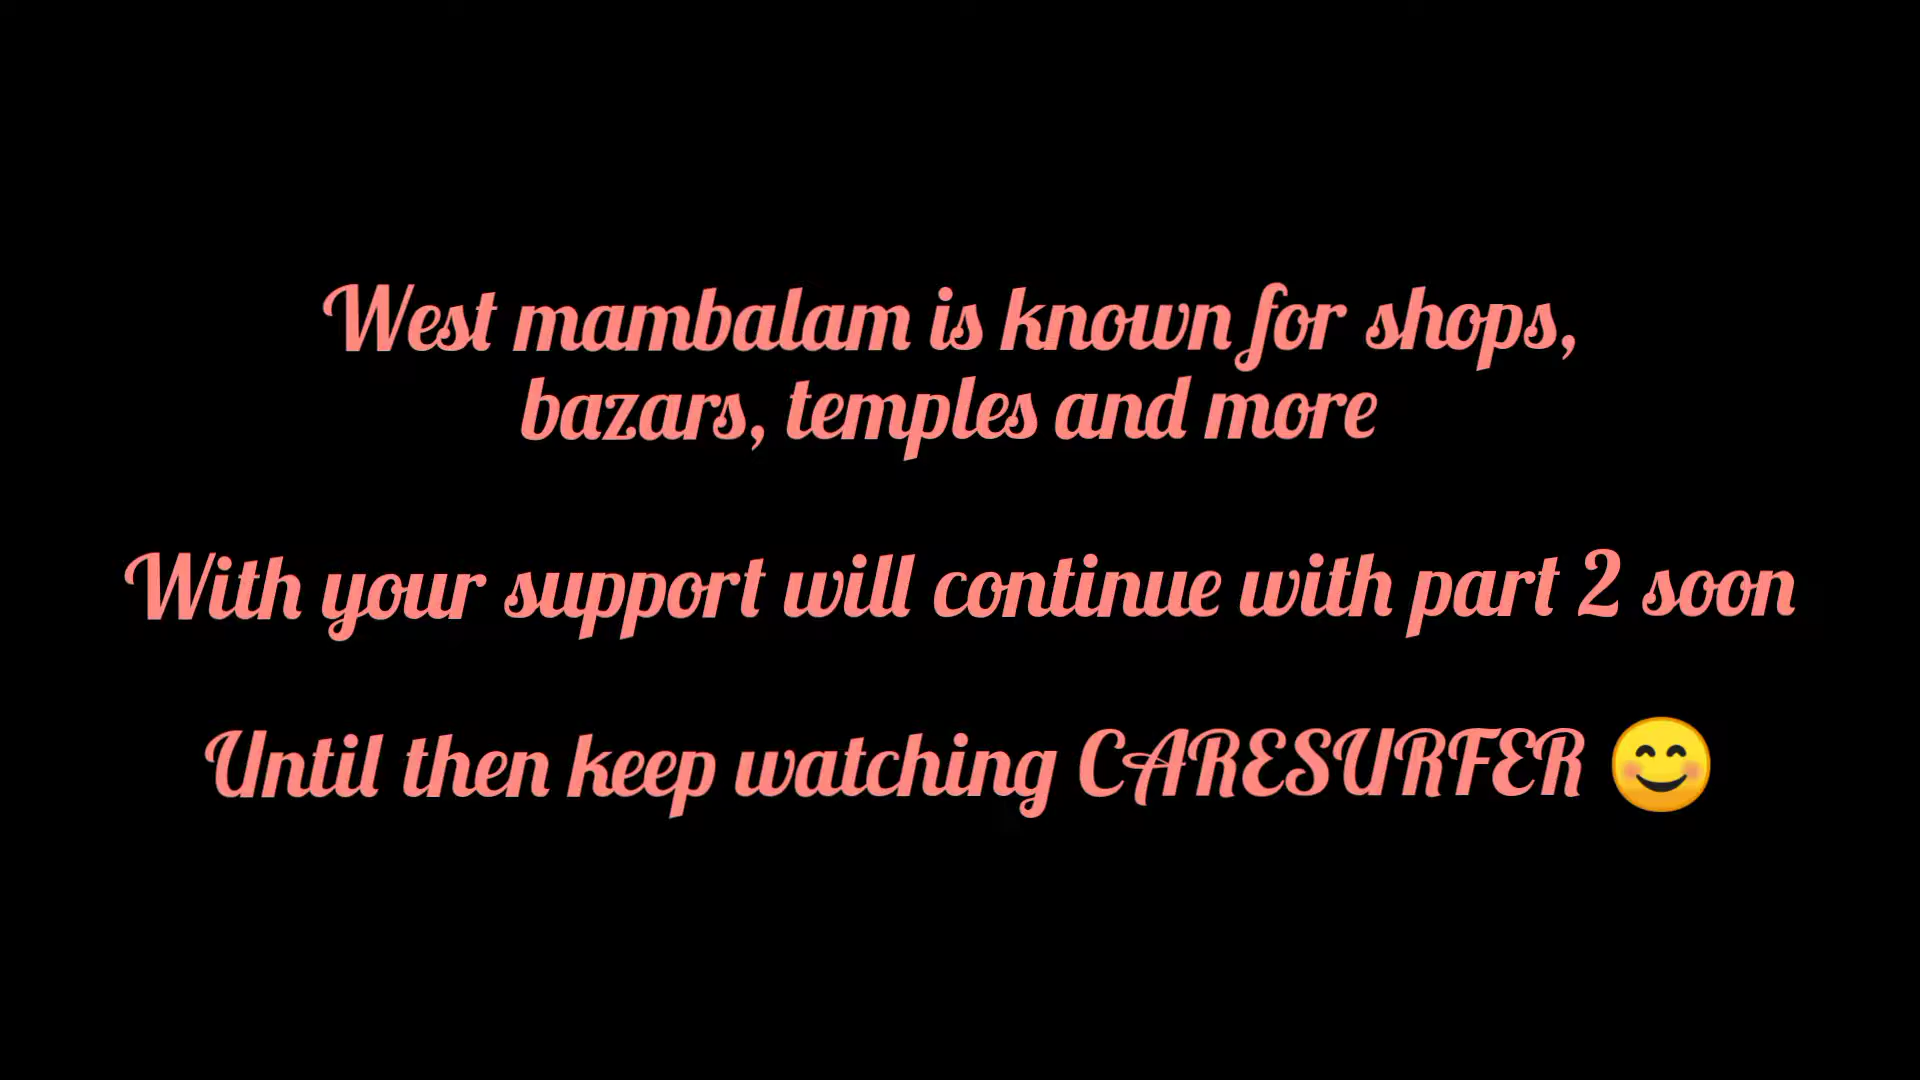 West mambalam is known for shops,
bazars, temples and more
With your support will continue with part 2 soon
Until then keep watching CARESURFER 😊